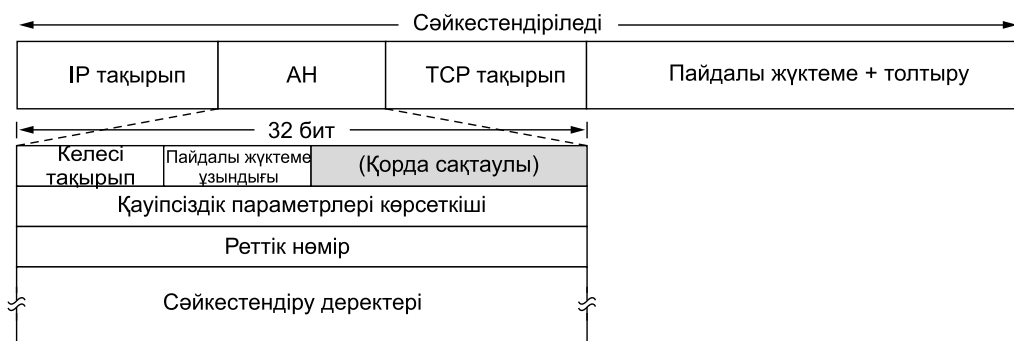 Сәйкестендіріледі
IP тақырып
AH
TCP тақырып
Пайдалы жүктеме + толтыру
32 бит
Келесі
тақырып
Пайдалы жүктеме
ұзындығы
(Қорда сақтаулы)
Қауіпсіздік параметрлері көрсеткіші
Реттік нөмір
Сәйкестендіру деректері